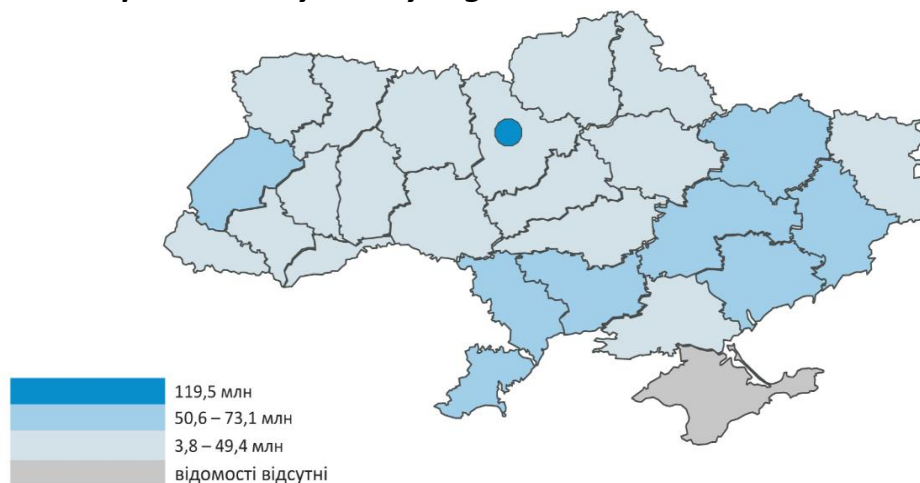 119,5 млн
50,6 – 73,1 млн
3,8 – 49,4 млн
відомості відсутні